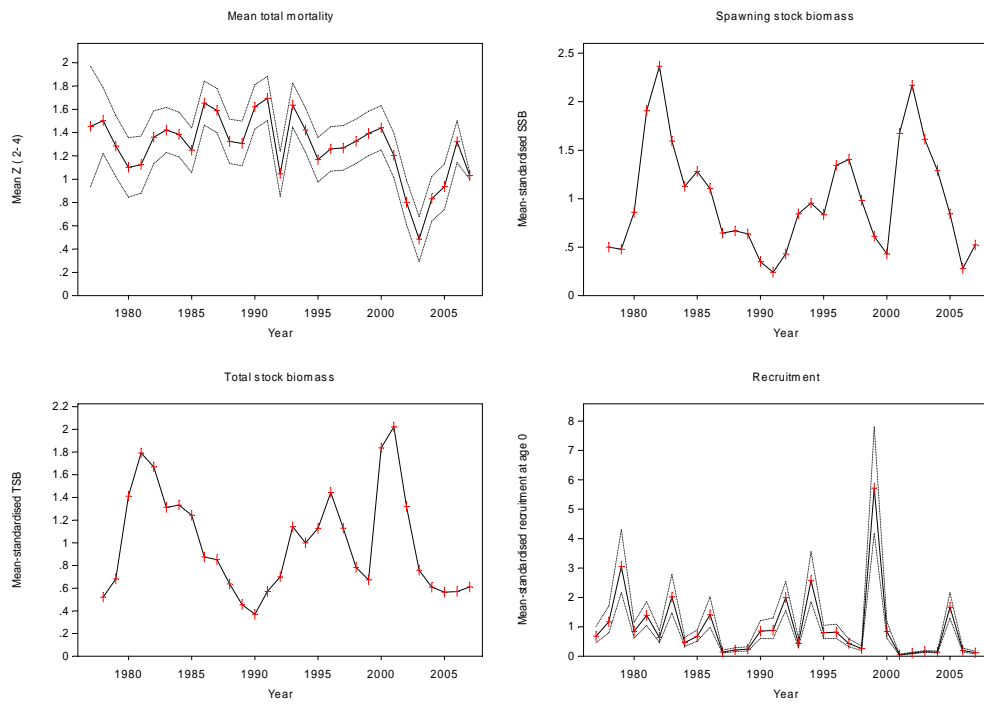 Mean total mortality
Mean Z ( 2- 4)
2
1.8
1.6
1.4
1.2
1
.8
.6
.4
.2
0
1980 1985 1990 1995 2000 2005
Year
Spawning stock biomass
Mean-standardised SSB
2.5
2
1.5
1
.5
0
1980 1985 1990 1995 2000 2005
Year
Total stock biomass
Mean-standardised TSB
2.2
2
1.8
1.6
1.4
1.2
1
.8
.6
.4
.2
0
1980 1985 1990 1995 2000 2005
Year
Recruitment
Mean-standardised recruitment at age 0
8
7
6
5
4
3
2
1
0
1980 1985 1990 1995 2000 2005
Year